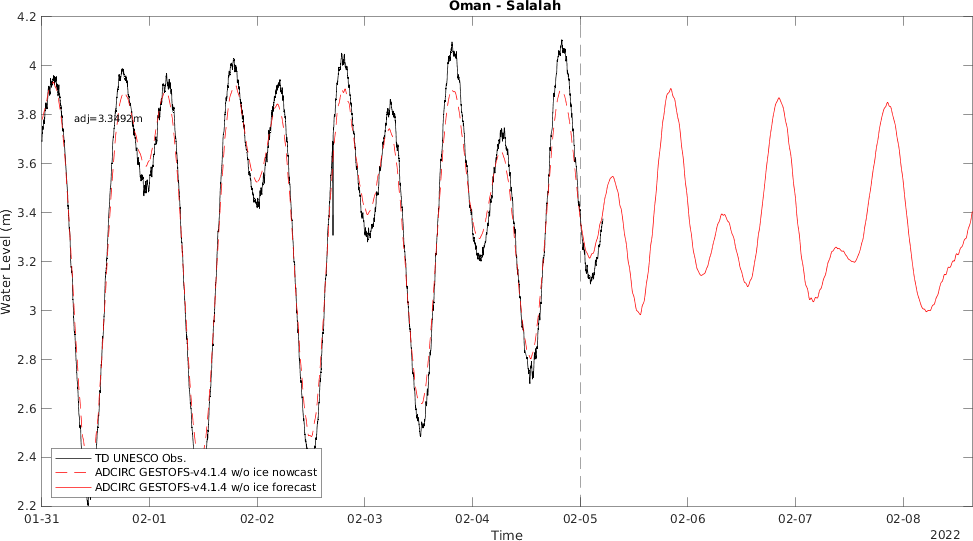 Oman - Salalah
4.2
4
3.8
3.6
3.4
3.2
3
2.8
2.6
2.4
2.2
Water Level (m)
adj=3.3492m
TD UNESCO Obs.
ADCIRC GESTOFS-v4.1.4 w/o ice nowcast
ADCIRC GESTOFS-v4.1.4 w/o ice forecast
01-31 02-01 02-02 02-03 02-04 02-05 02-06 02-07 02-08
Time
2022